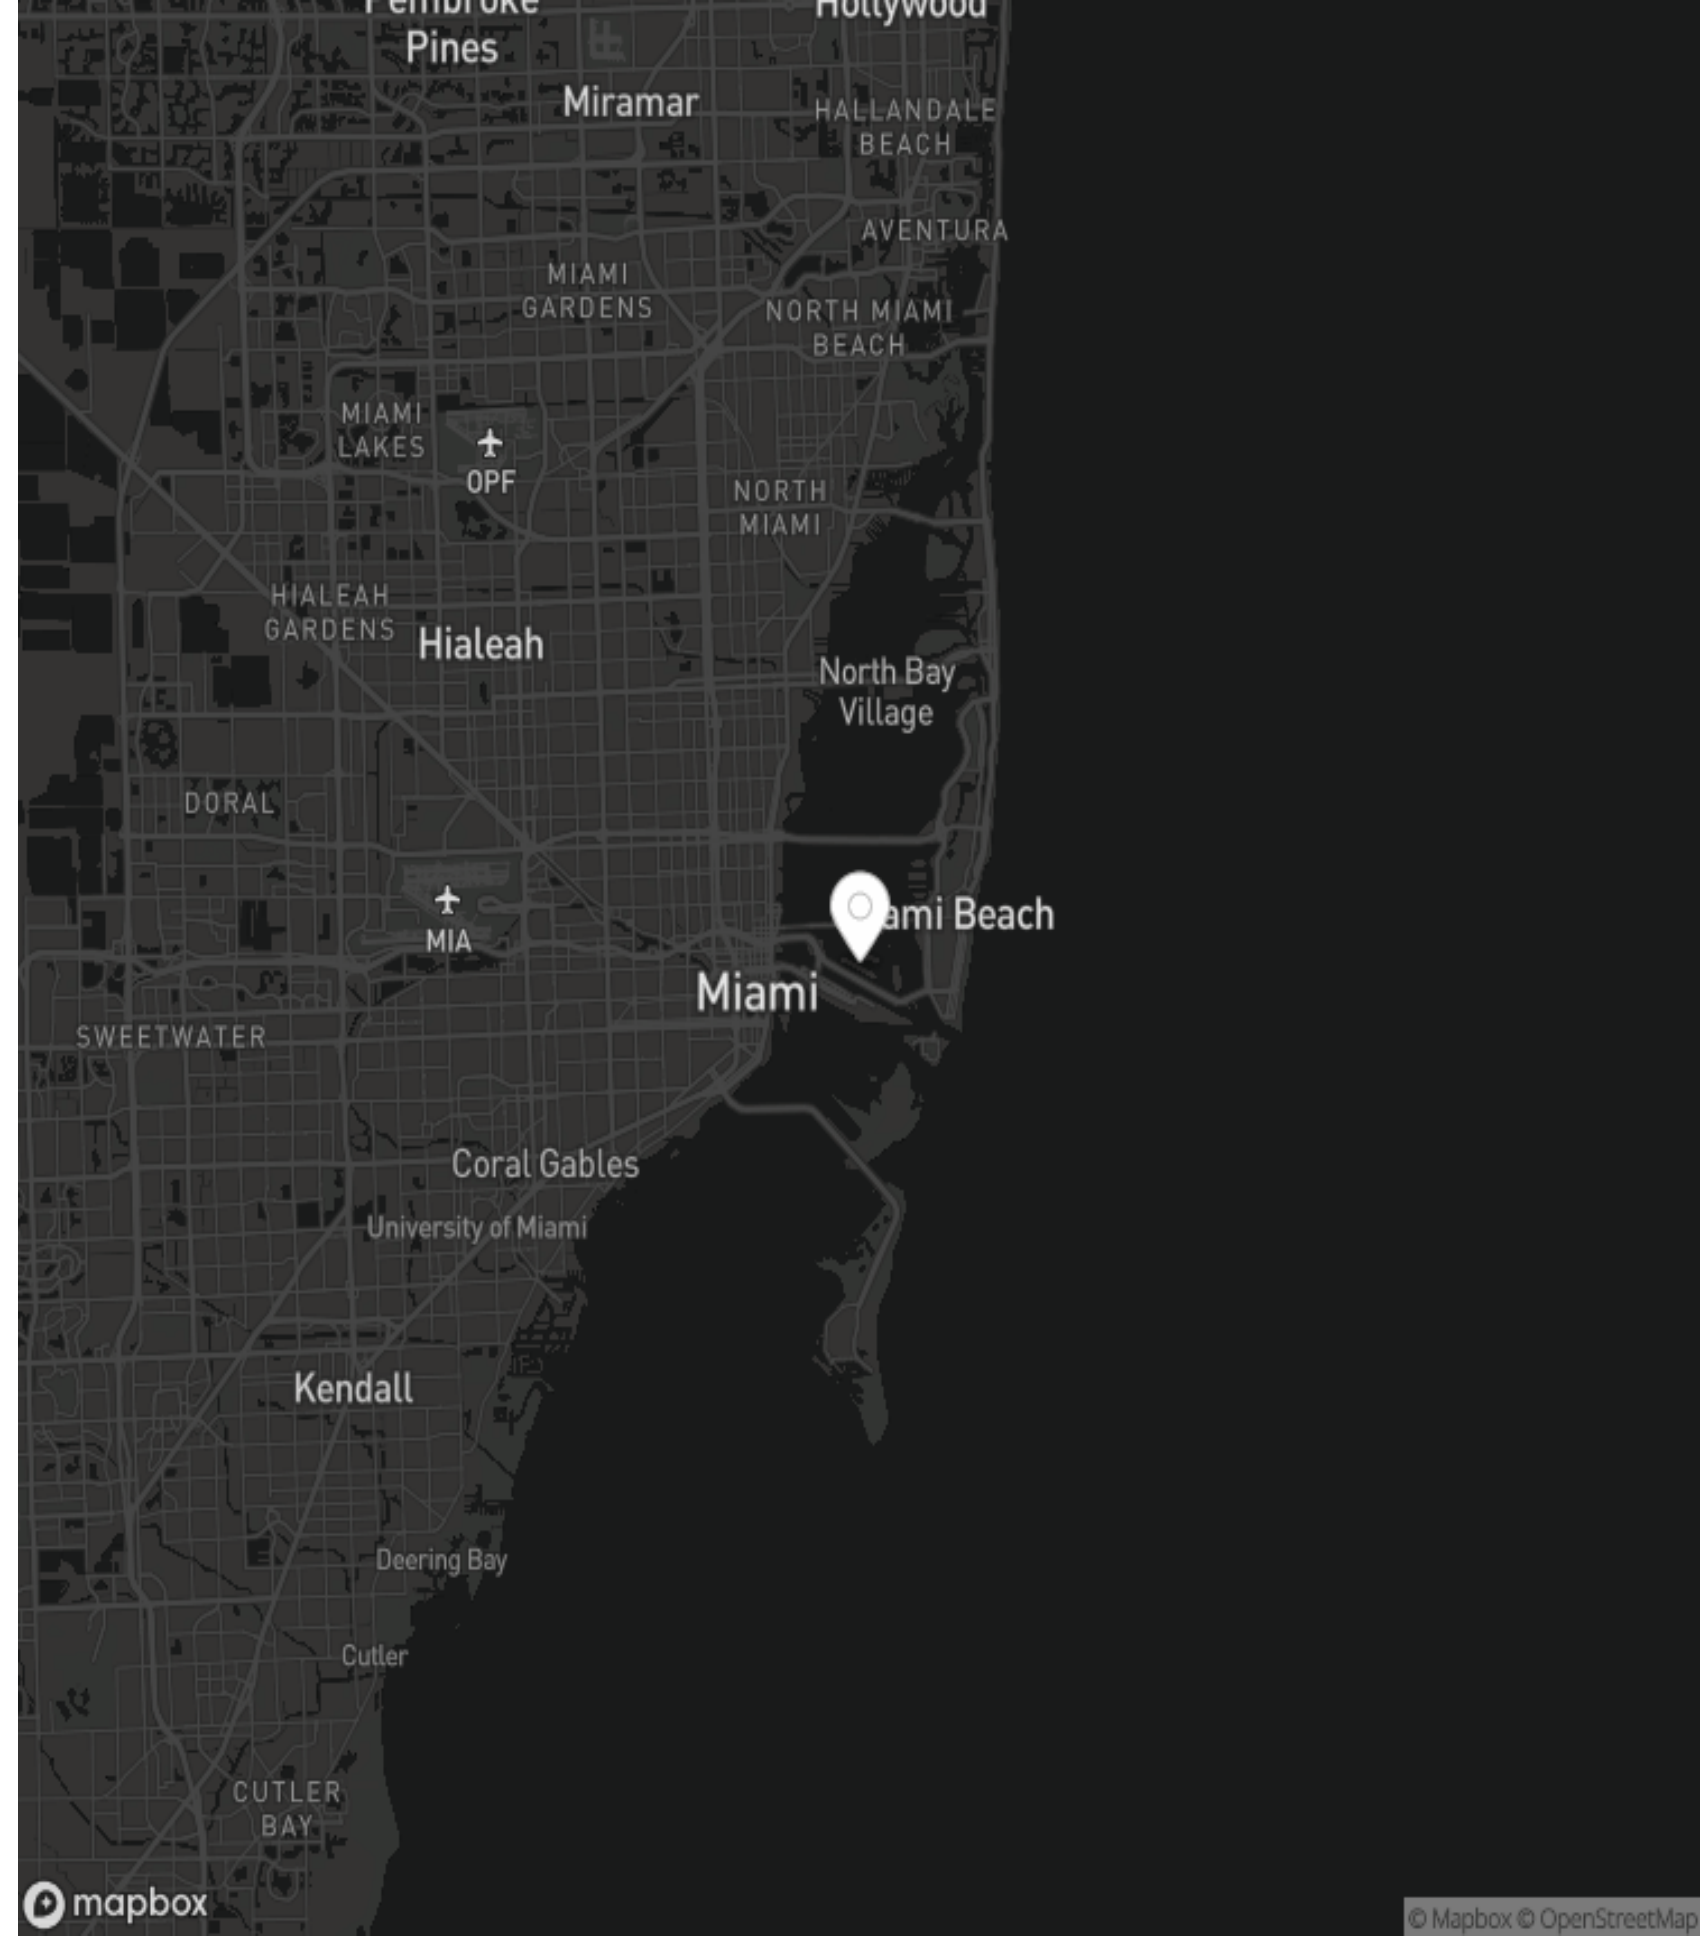 Pembroke
Pines
Hollywood
Miramar
HALLANDALE
BEACH
AVENTURA
MIAMI
GARDENS
NORTH MIAMI
BEACH
MIAMI
LAKES
OPF
NORTH
MIAMI
HIALEAH
GARDENS
Hialeah
North Bay
Village
DORAL
MIA
ami Beach
Miami
SWEETWATER
Coral Gables
University of Miami
Kendall
Deering Bay
Cutler
CUTLER
BAY
mapbox
© Mapbox © OpenStreetMap